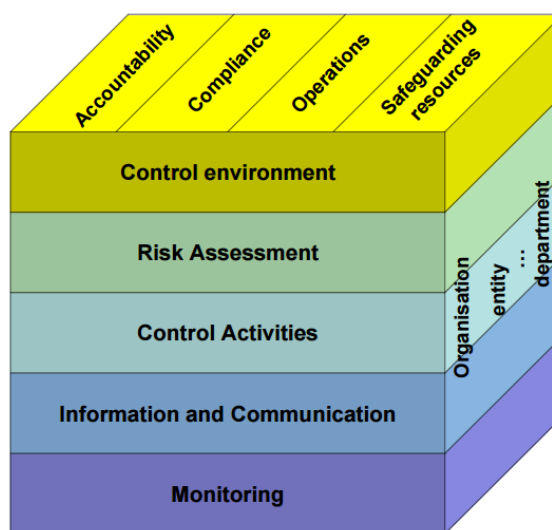 Accountability
Compliance
Operations
Safeguarding
resources
Control environment
Risk Assessment
Control Activities
Information and Communication
Monitoring
Organisation
entity
...
department